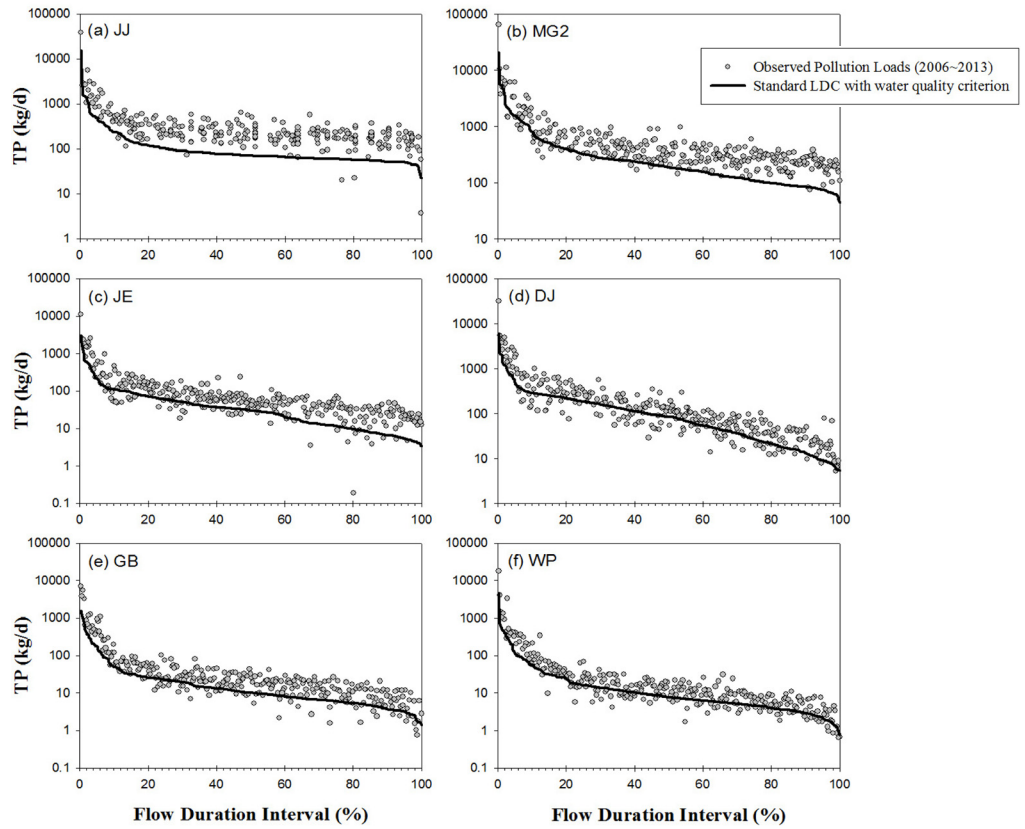 (a) JJ
TP (kg/d)
100000
10000
1000
100
10
1
0 20 40 60 80 100
(b) MG2
100000
10000
1000
100
10
0 20 40 60 80 100
Observed Pollution Loads (2006~2013)
Standard LDC with water quality criterion
(c) JE
TP (kg/d)
100000
10000
1000
100
10
1
0.1
0 20 40 60 80 100
(d) DJ
100000
10000
1000
100
10
1
0 20 40 60 80 100
(e) GB
TP (kg/d)
100000
10000
1000
100
10
1
0.1
0 20 40 60 80 100
Flow Duration Interval (%)
(f) WP
100000
10000
1000
100
10
1
0.1
0 20 40 60 80 100
Flow Duration Interval (%)